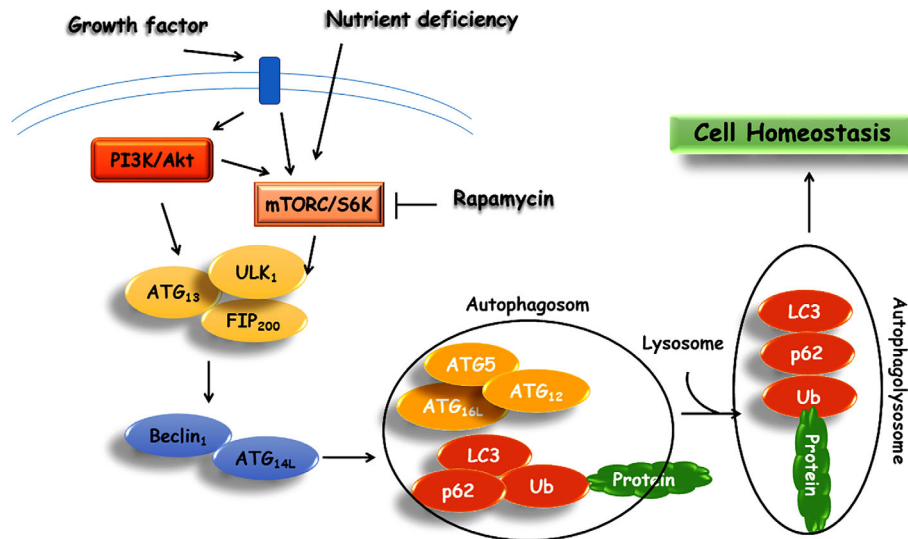 Growth factor
Nutrient deficiency
PI3K/Akt
mTORC/S6K
Rapamycin
Cell Homeostasis
ULK1
ATG13
FIP200
Beclin1
ATG14L
Autophagosom
ATG5
ATG12
ATG16L
LC3
p62
Ub
Protein
Lysosome
LC3
p62
Ub
Protein
Autophagolysosome